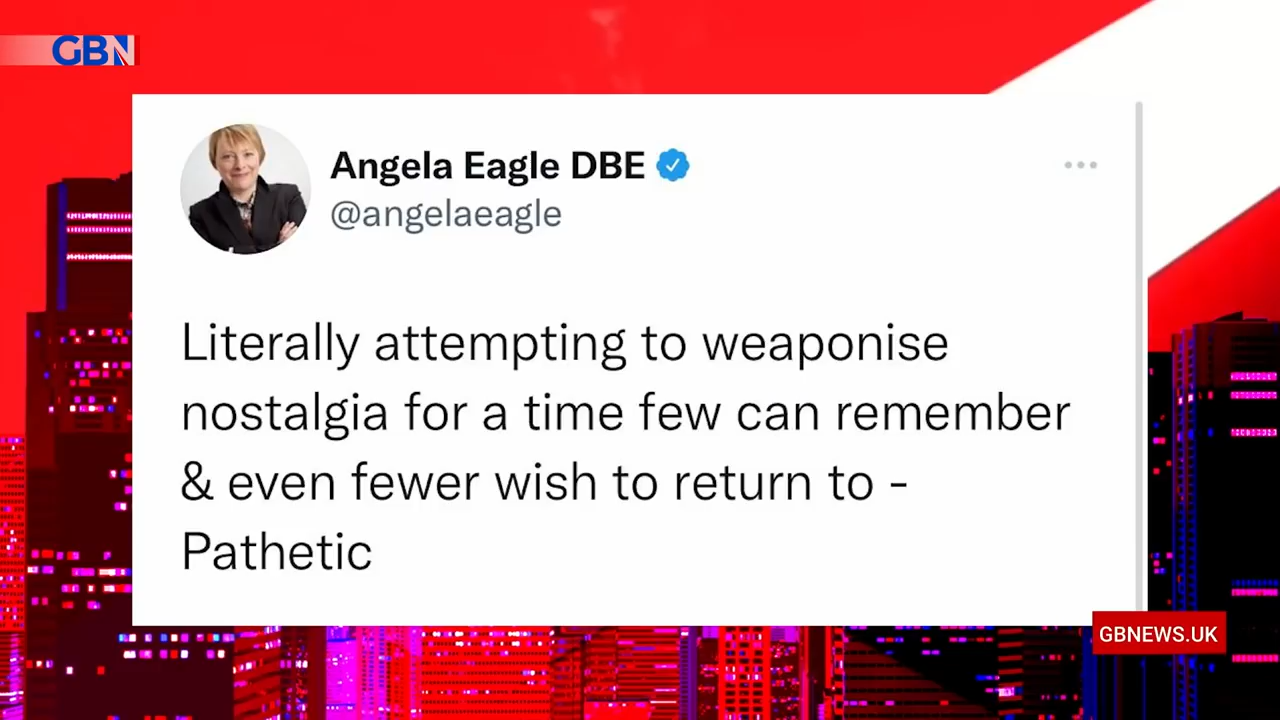 GBN
Angela Eagle DBE
@angelaeagle
Literally attempting to weaponise
nostalgia for a time few can remember
& even fewer wish to return to -
Pathetic
GBNEWS.UK